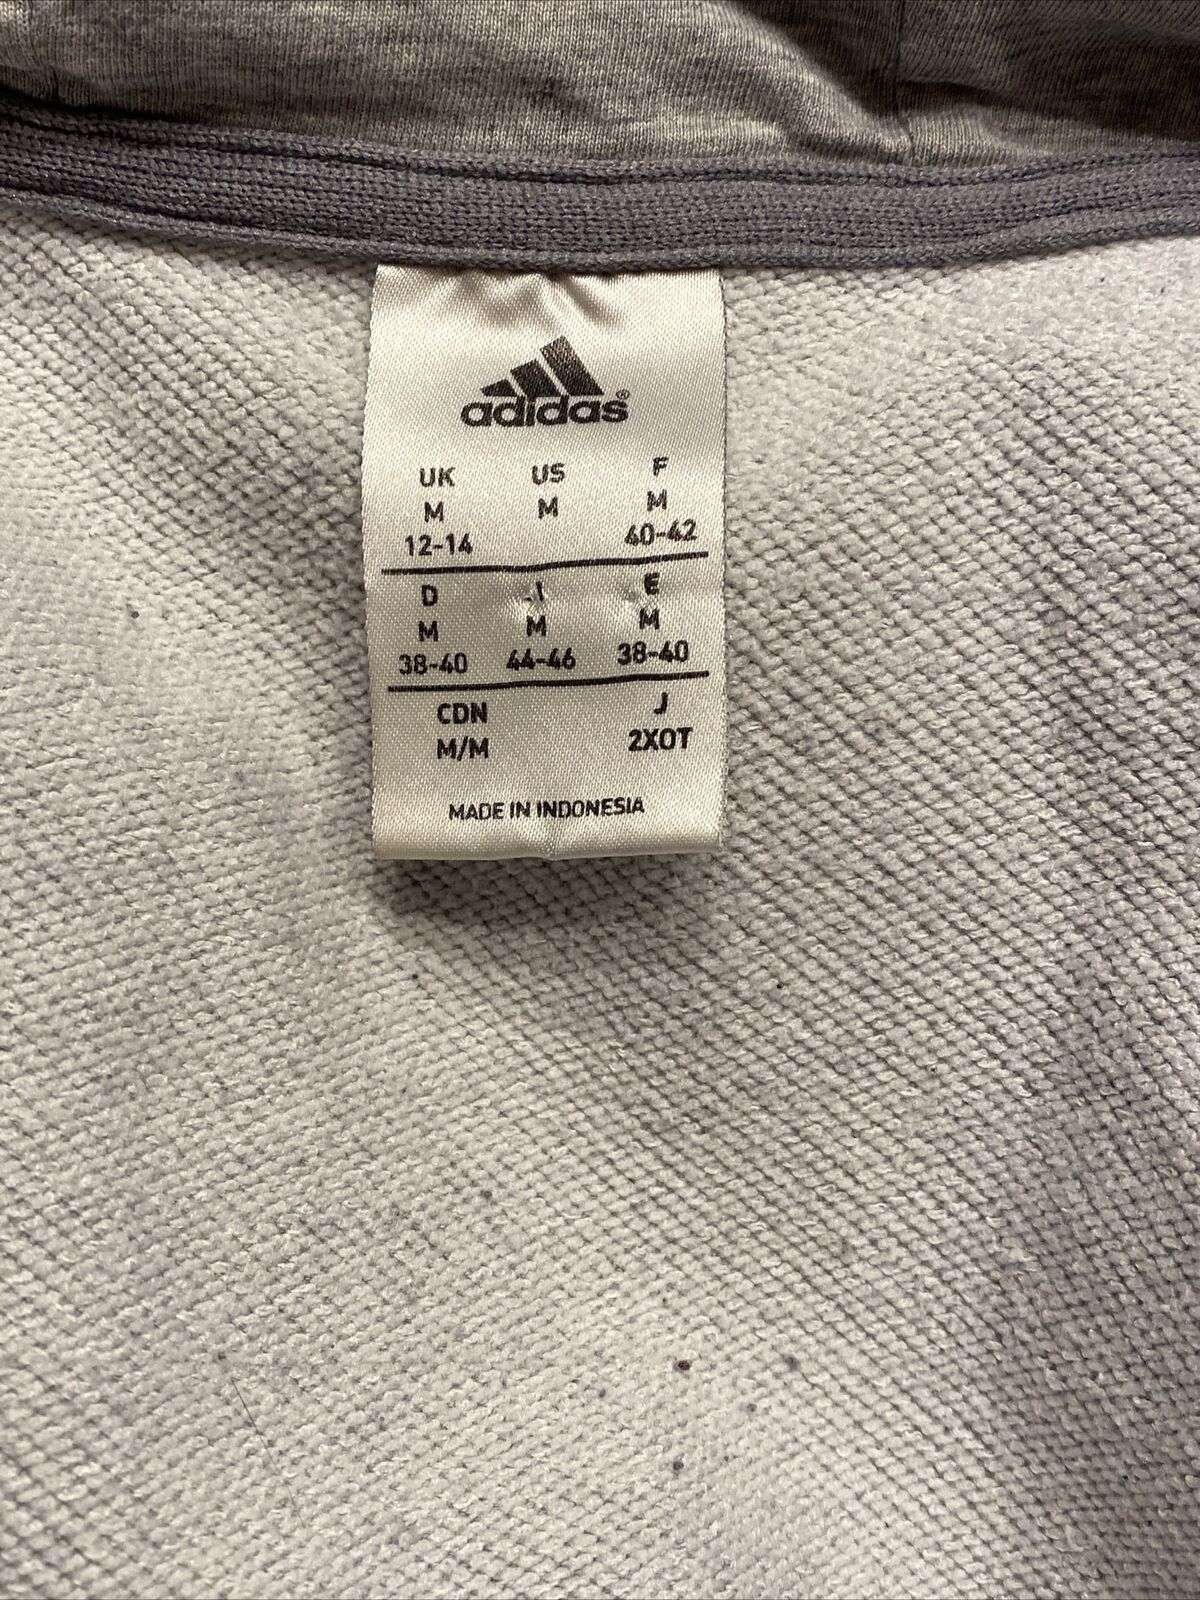 adidas®
UK US F
M M M
12-14 40-42
D I E
M M M
38-40 44-46 38-40
CDN J
M/M 2XOT
MADE IN INDONESIA